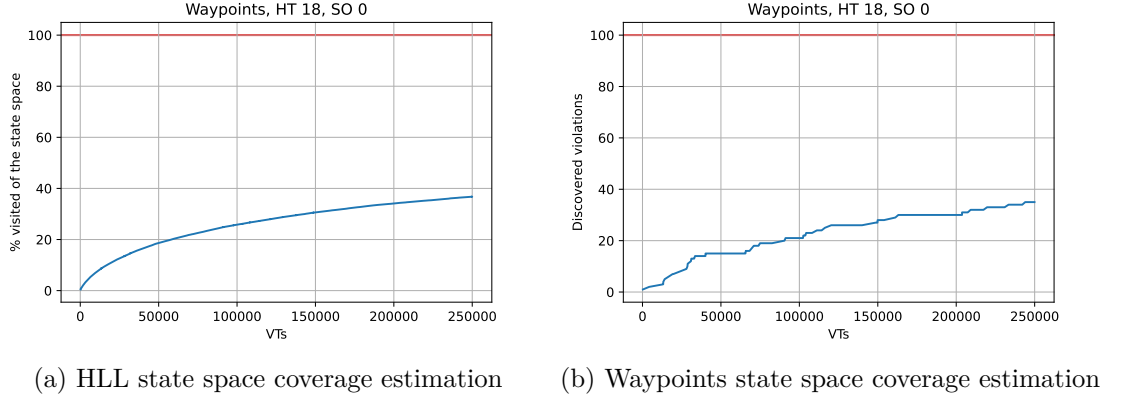 Waypoints, HT 18, SO 0
100
80
60
40
20
0
% visited of the state space
0 50000 100000 150000 200000 250000
VTs
(a) HLL state space coverage estimation
Waypoints, HT 18, SO 0
100
80
60
40
20
0
Discovered violations
0 50000 100000 150000 200000 250000
VTs
(b) Waypoints state space coverage estimation